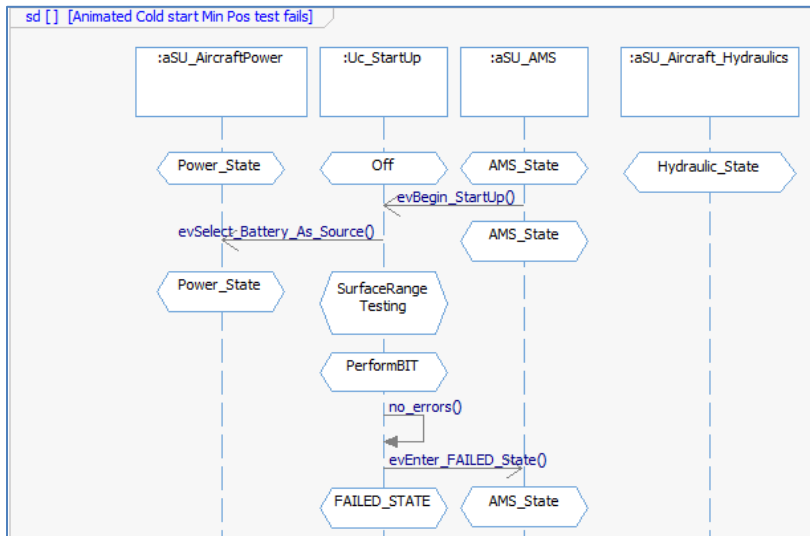 sd [ ] [Animated Cold start Min Pos test fails]
:aSU_AircraftPower :Uc_StartUp :aSU_AMS :aSU_Aircraft_Hydraulics
Power_State Off AMS_State Hydraulic_State
evBegin_StartUp()
evSelect_Battery_As_Source() AMS_State
Power_State SurfaceRange
Testing
PerformBIT
no_errors()
evEnter_FAILED_State()
FAILED_STATE AMS_State